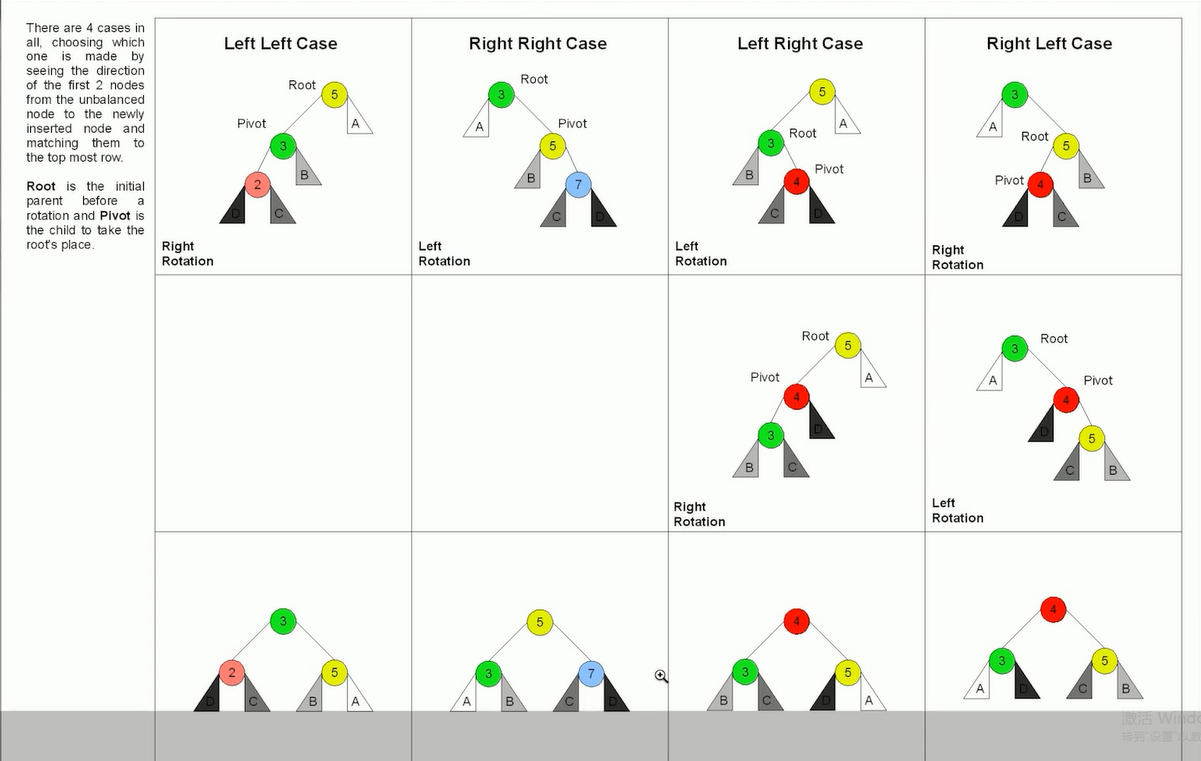 There are 4 cases in
all, choosing which
one is made by
seeing the direction
of the first 2 nodes
from the unbalanced
node to the newly
inserted node and
matching them to
the top most row.
Root is the initial
parent before a
rotation and Pivot is
the child to take the
root's place.
Left Left Case
Root
5
A
Pivot
3
B
2
D
C
Right
Rotation
Right Right Case
Root
3
A
Pivot
5
B
7
C
D
Left
Rotation
Left Right Case
5
A
3
Root
B
4
Pivot
C
D
Left
Rotation
Right Left Case
3
A
Root
5
B
Pivot
4
D
C
Right
Rotation
Root
5
A
Pivot
4
D
3
B
C
Right
Rotation
3
Root
A
Pivot
4
D
5
C
B
Left
Rotation
3
2
5
D
C
B
A
5
3
7
A
B
C
D
4
3
5
B
C
D
A
4
3
5
A
D
C
B
激活 Windo
转到"设置"以激